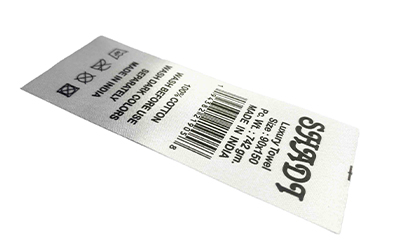 Luxury Towel
Size : 90x150
Pc. Wt. : 742 gm.
MADE IN INDIA
100% COTTON
WASH BEFORE USE
WASH DARK COLORS
SEPARATELY
MADE IN INDIA